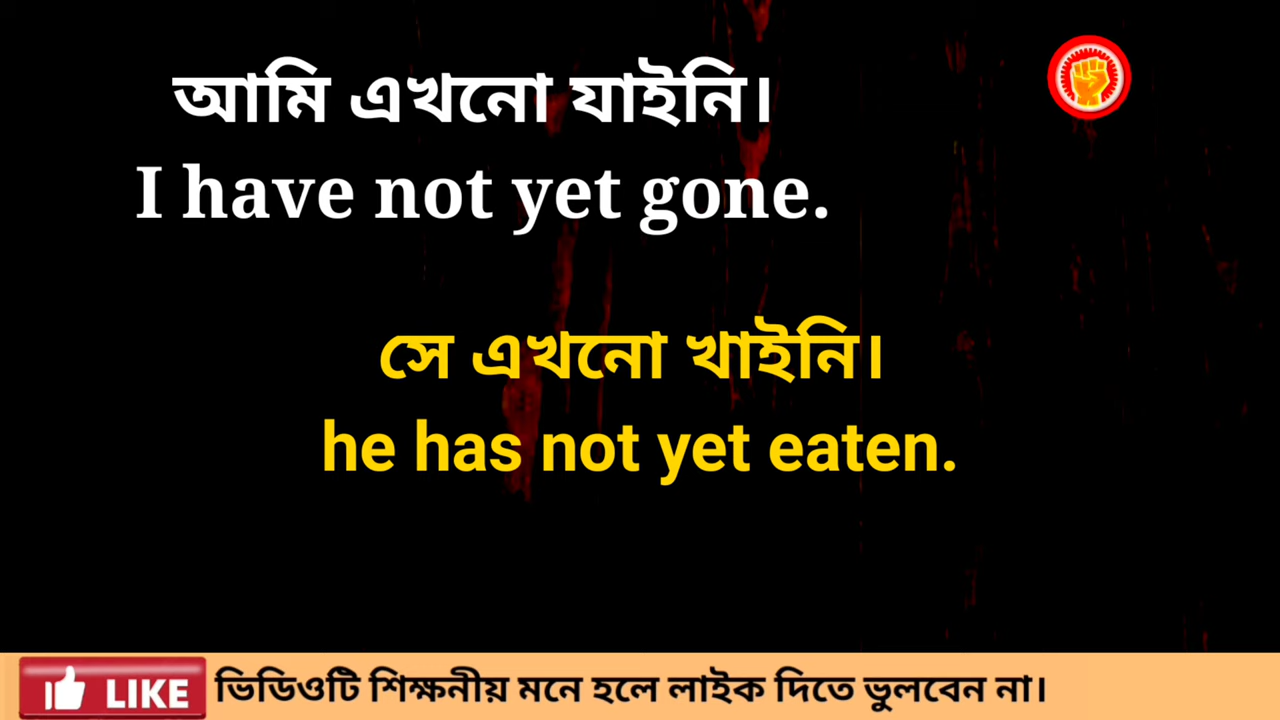 আমি এখনো যাইনি।
I have not yet gone.
সে এখনো খাইনি।
he has not yet eaten.
LIKE ভিডিওটি শিক্ষনীয় মনে হলে লাইক দিতে ভুলবেন না।